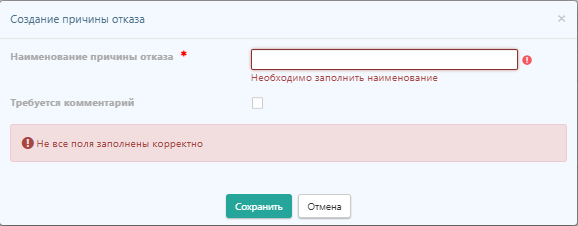 Создание причины отказа ×
Наименование причины отказа *
Необходимо заполнить наименование
Требуется комментарий
Не все поля заполнены корректно
Сохранить Отмена